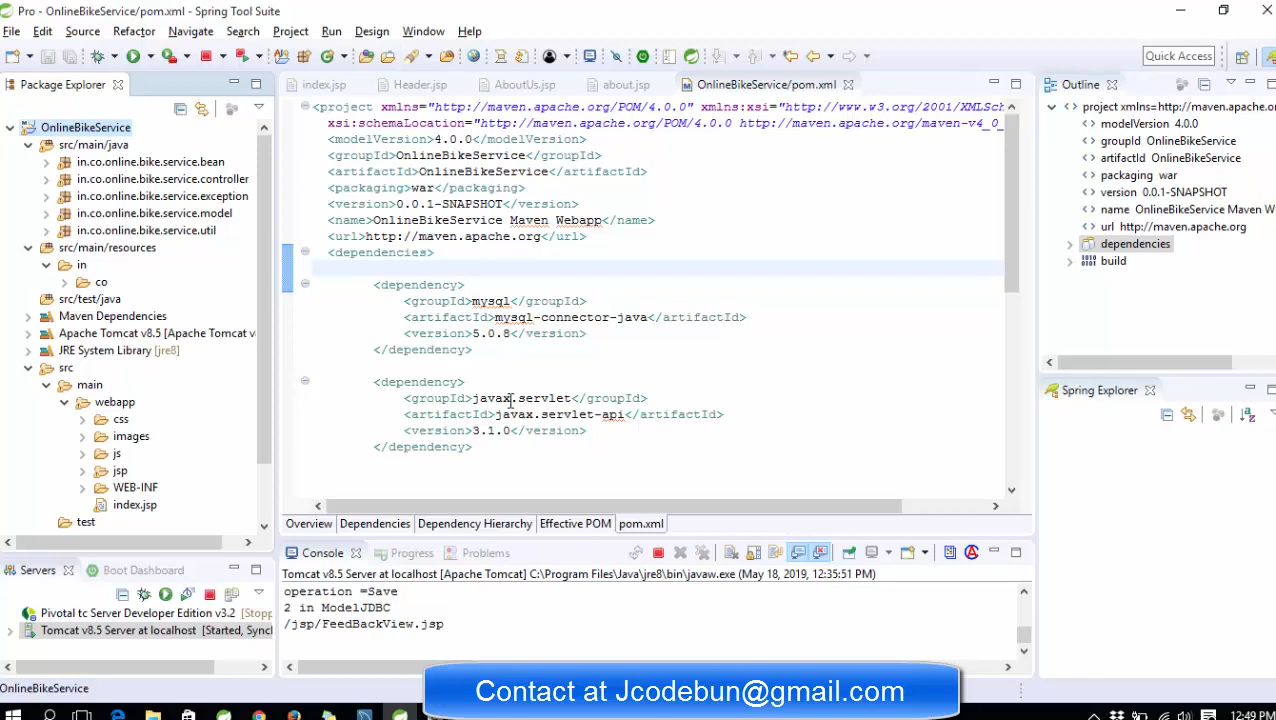 Pro - OnlineBikeService/pom.xml - Spring Tool Suite
File Edit Source Refactor Navigate Search Project Run Design Window Help
Quick Access
Package Explorer
OnlineBikeService
src/main/java
in.co.online.bike.service.bean
in.co.online.bike.service.controller
in.co.online.bike.service.exception
in.co.online.bike.service.model
in.co.online.bike.service.util
src/main/resources
in
co
src/test/java
Maven Dependencies
Apache Tomcat v8.5 [Apache Tomcat v
JRE System Library [jre8]
src
main
webapp
css
images
js
jsp
WEB-INF
index.jsp
test
index.jsp Header.jsp AboutUs.jsp about.jsp OnlineBikeService/pom.xml
<project xmlns="http://maven.apache.org/POM/4.0.0" xmlns:xsi="http://www.w3.org/2001/XMLSch
xsi:schemaLocation="http://maven.apache.org/POM/4.0.0 http://maven.apache.org/maven-v4_0_
<modelVersion>4.0.0</modelVersion>
<groupId>OnlineBikeService</groupId>
<artifactId>OnlineBikeService</artifactId>
<packaging>war</packaging>
<version>0.0.1-SNAPSHOT</version>
<name>OnlineBikeService Maven Webapp</name>
<url>http://maven.apache.org</url>
<dependencies>
<dependency>
<groupId>mysql</groupId>
<artifactId>mysql-connector-java</artifactId>
<version>5.0.8</version>
</dependency>
<dependency>
<groupId>javax.servlet</groupId>
<artifactId>javax.servlet-api</artifactId>
<version>3.1.0</version>
</dependency>
Overview Dependencies Dependency Hierarchy Effective POM pom.xml
Outline
project xmlns=http://maven.apache.o
modelVersion 4.0.0
groupId OnlineBikeService
artifactId OnlineBikeService
packaging war
version 0.0.1-SNAPSHOT
name OnlineBikeService Maven W
url http://maven.apache.org
dependencies
build
Spring Explorer
Servers Boot Dashboard
Pivotal tc Server Developer Edition v3.2 [Stopp
Tomcat v8.5 Server at localhost [Started, Synch
Console Progress Problems
Tomcat v8.5 Server at localhost [Apache Tomcat] C:\Program Files\Java\jre8\bin\javaw.exe (May 18, 2019, 12:35:51 PM)
operation =Save
2 in ModelJDBC
/jsp/FeedBackView.jsp
OnlineBikeService
Contact at Jcodebun@gmail.com
12:49 PM